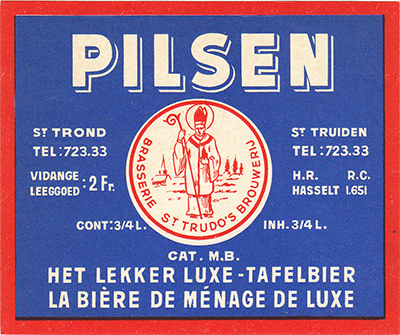 PILSEN
ST TROND
TEL:723.33
VIDANGE
LEEGGOED : 2 Fr.
BRASSERIE ST TRUDO'S BROUWERIJ
ST TRUIDEN
TEL:723.33
H.R. R.C.
HASSELT 1.651
CONT:3/4 L.
INH. 3/4 L.
CAT. M.B.
HET LEKKER LUXE-TAFELBIER
LA BIÈRE DE MÉNAGE DE LUXE